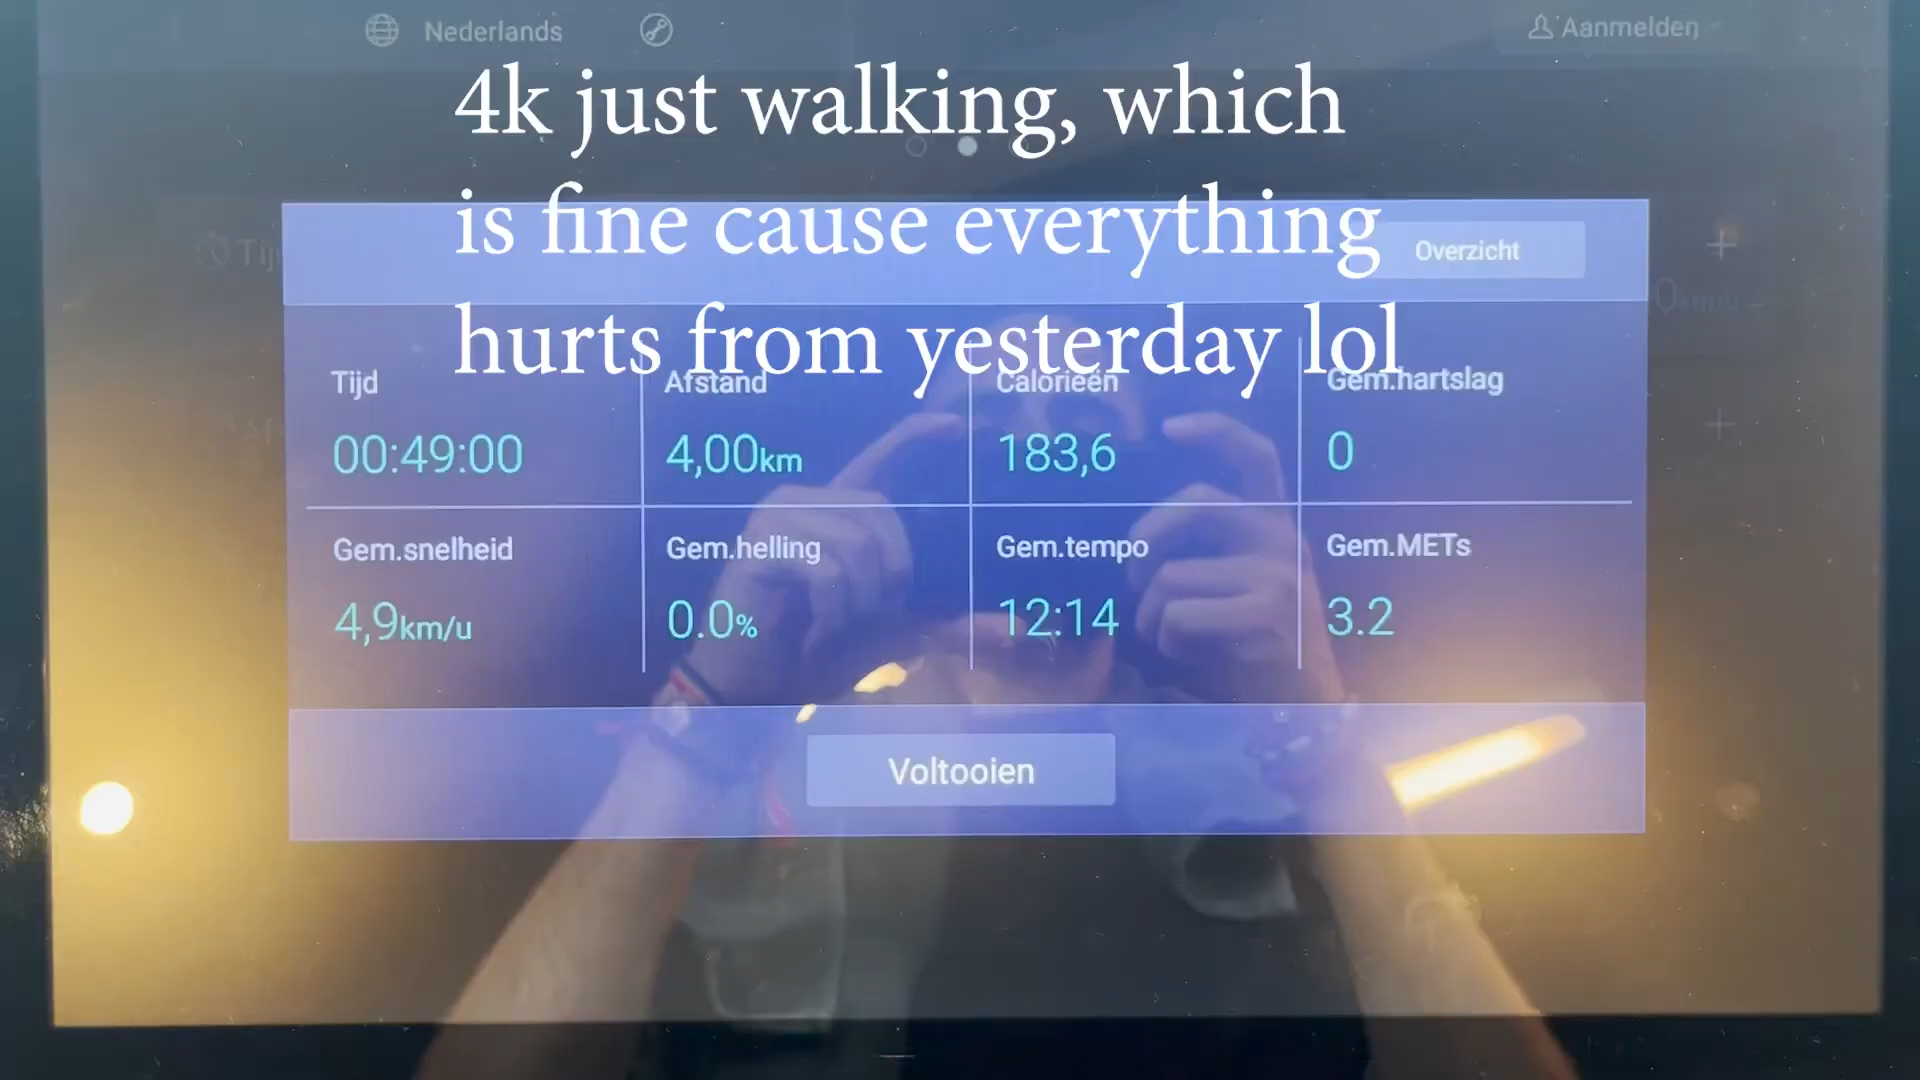 Nederlands
Aanmelden
4k just walking, which
is fine cause everything
hurts from yesterday lol
Overzicht
Tijd Afstand Calorieën Gem.hartslag
00:49:00 4,00km 183,6 0
Gem.snelheid Gem.helling Gem.tempo Gem.METs
4,9km/u 0.0% 12:14 3.2
Voltooien